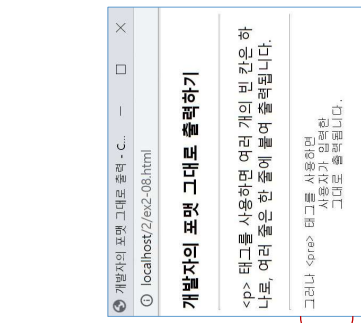 개발자의 포맷 그대로 출력 - C...
localhost/2/ex2-08.html
개발자의 포맷 그대로 출력하기
<p> 태그를 사용하면 여러 개의 빈 칸은 하
나로, 여러 줄은 한 줄에 붙여 출력됩니다.
그러나 <pre> 태그를 사용하면
사용자가 입력한
그대로 출력됩니다.